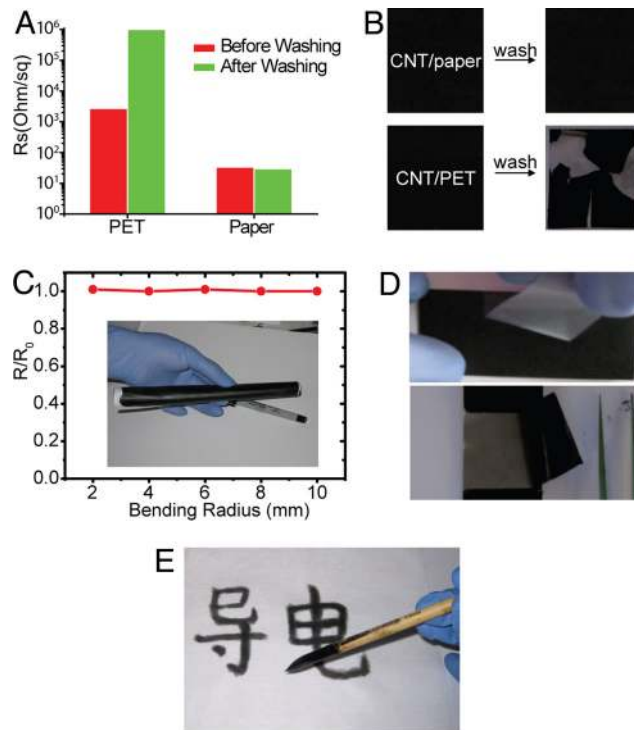 A
Rs(Ohm/sq)
10⁶
10⁵
10⁴
10³
10²
10¹
10⁰
Before Washing
After Washing
PET
Paper
B
CNT/paper
wash
CNT/PET
wash
C
R/R₀
1.0
0.8
0.6
0.4
0.2
0.0
2 4 6 8 10
Bending Radius (mm)
D
E
导电